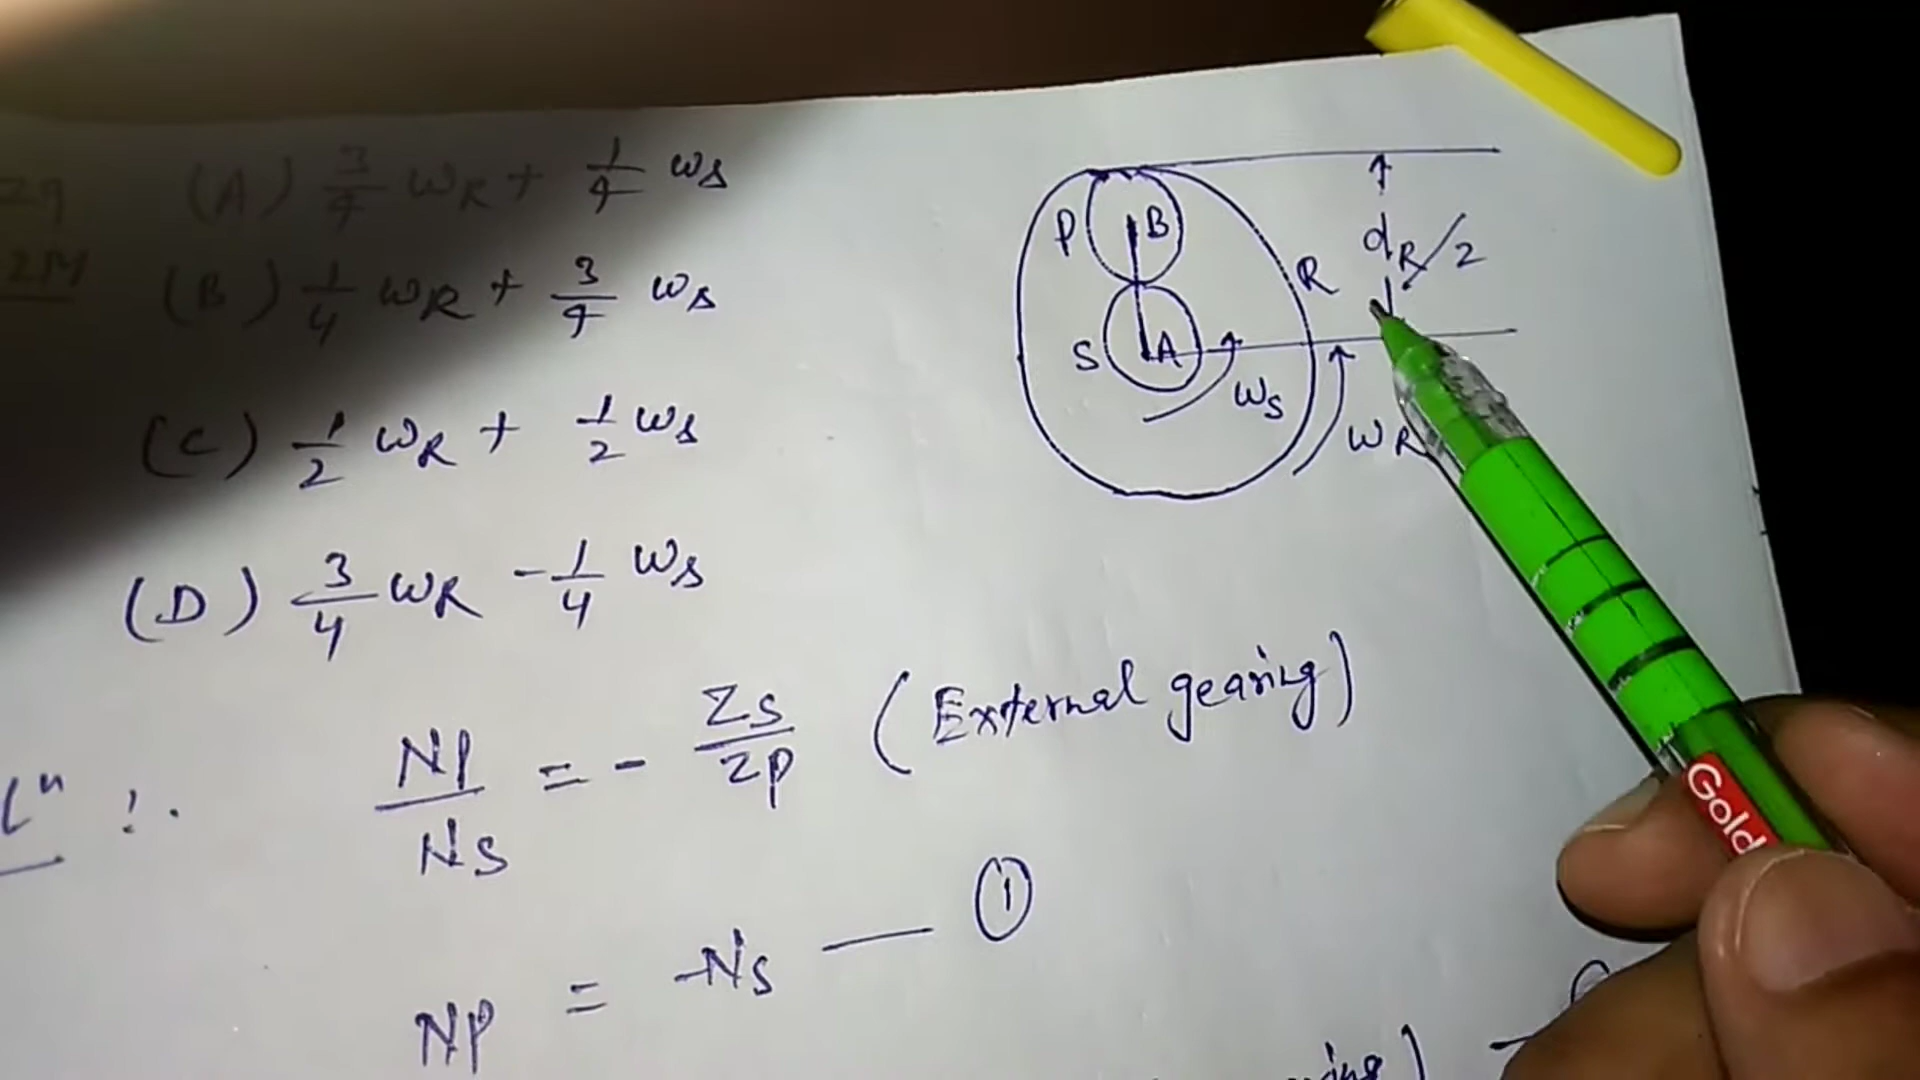 (A) 3/4 ωR + 1/4 ωs
(B) 1/4 ωR + 3/4 ωs
(C) 1/2 ωR + 1/2 ωs
(D) 3/4 ωR - 1/4 ωs
P B
S A
R
dR/2
ωs
ωR
NP/NS = - ZS/ZP (External gearing)
NP = -NS — ①
Gold